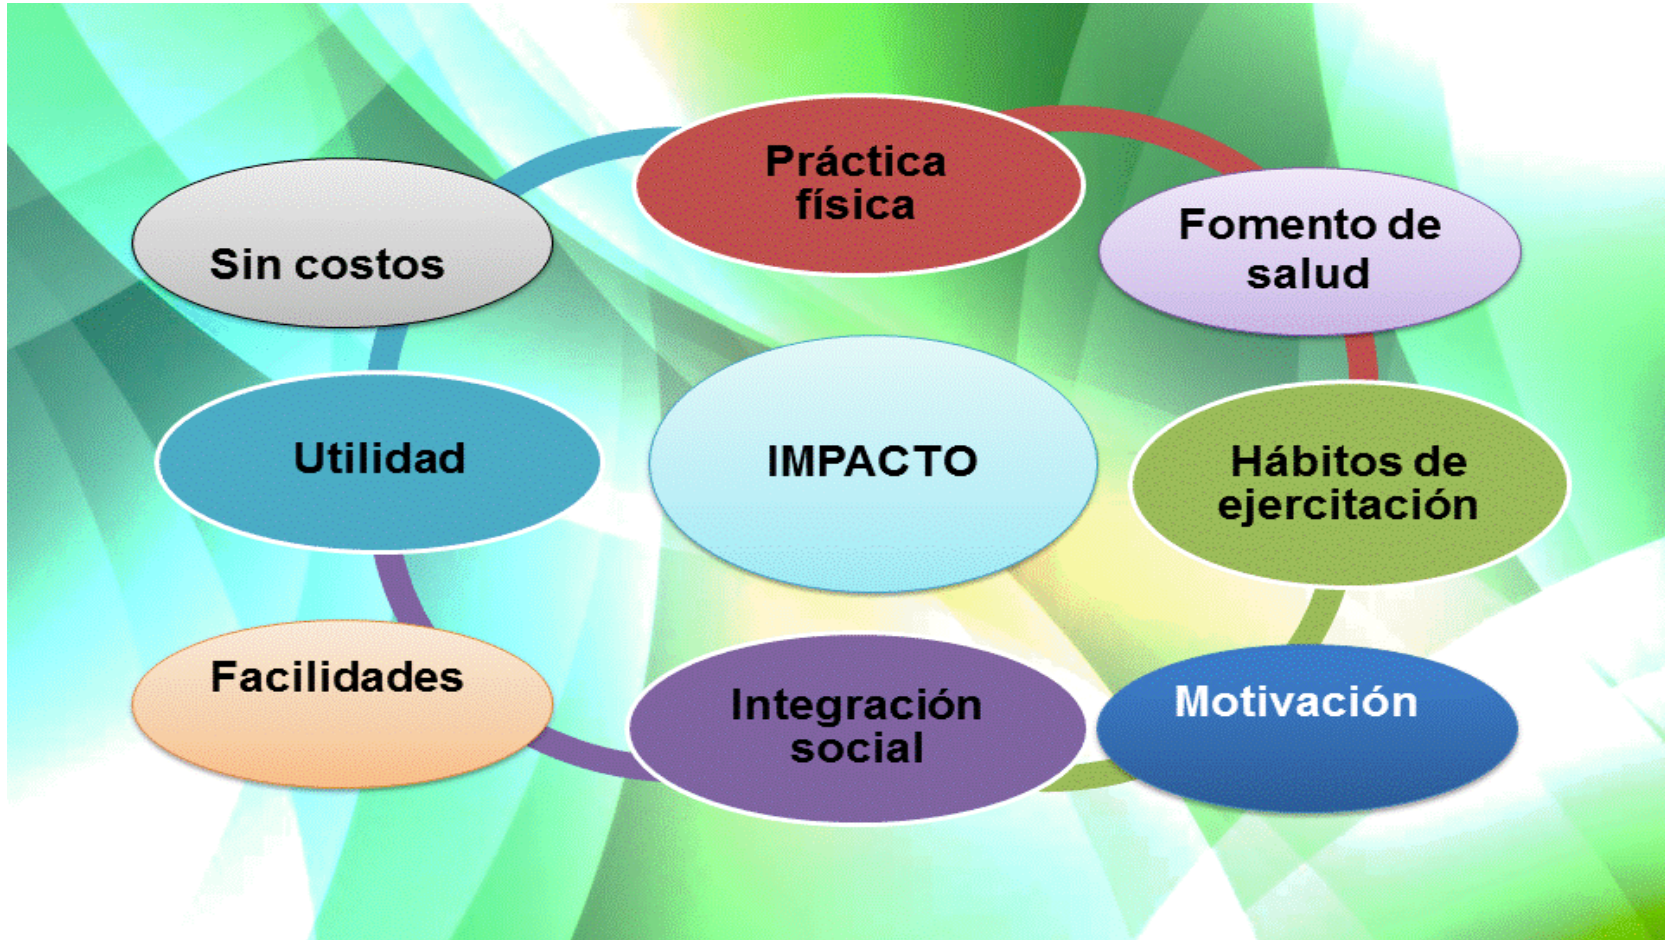 Práctica
física
Fomento de
salud
Sin costos
Utilidad
IMPACTO
Hábitos de
ejercitación
Facilidades
Integración
social
Motivación